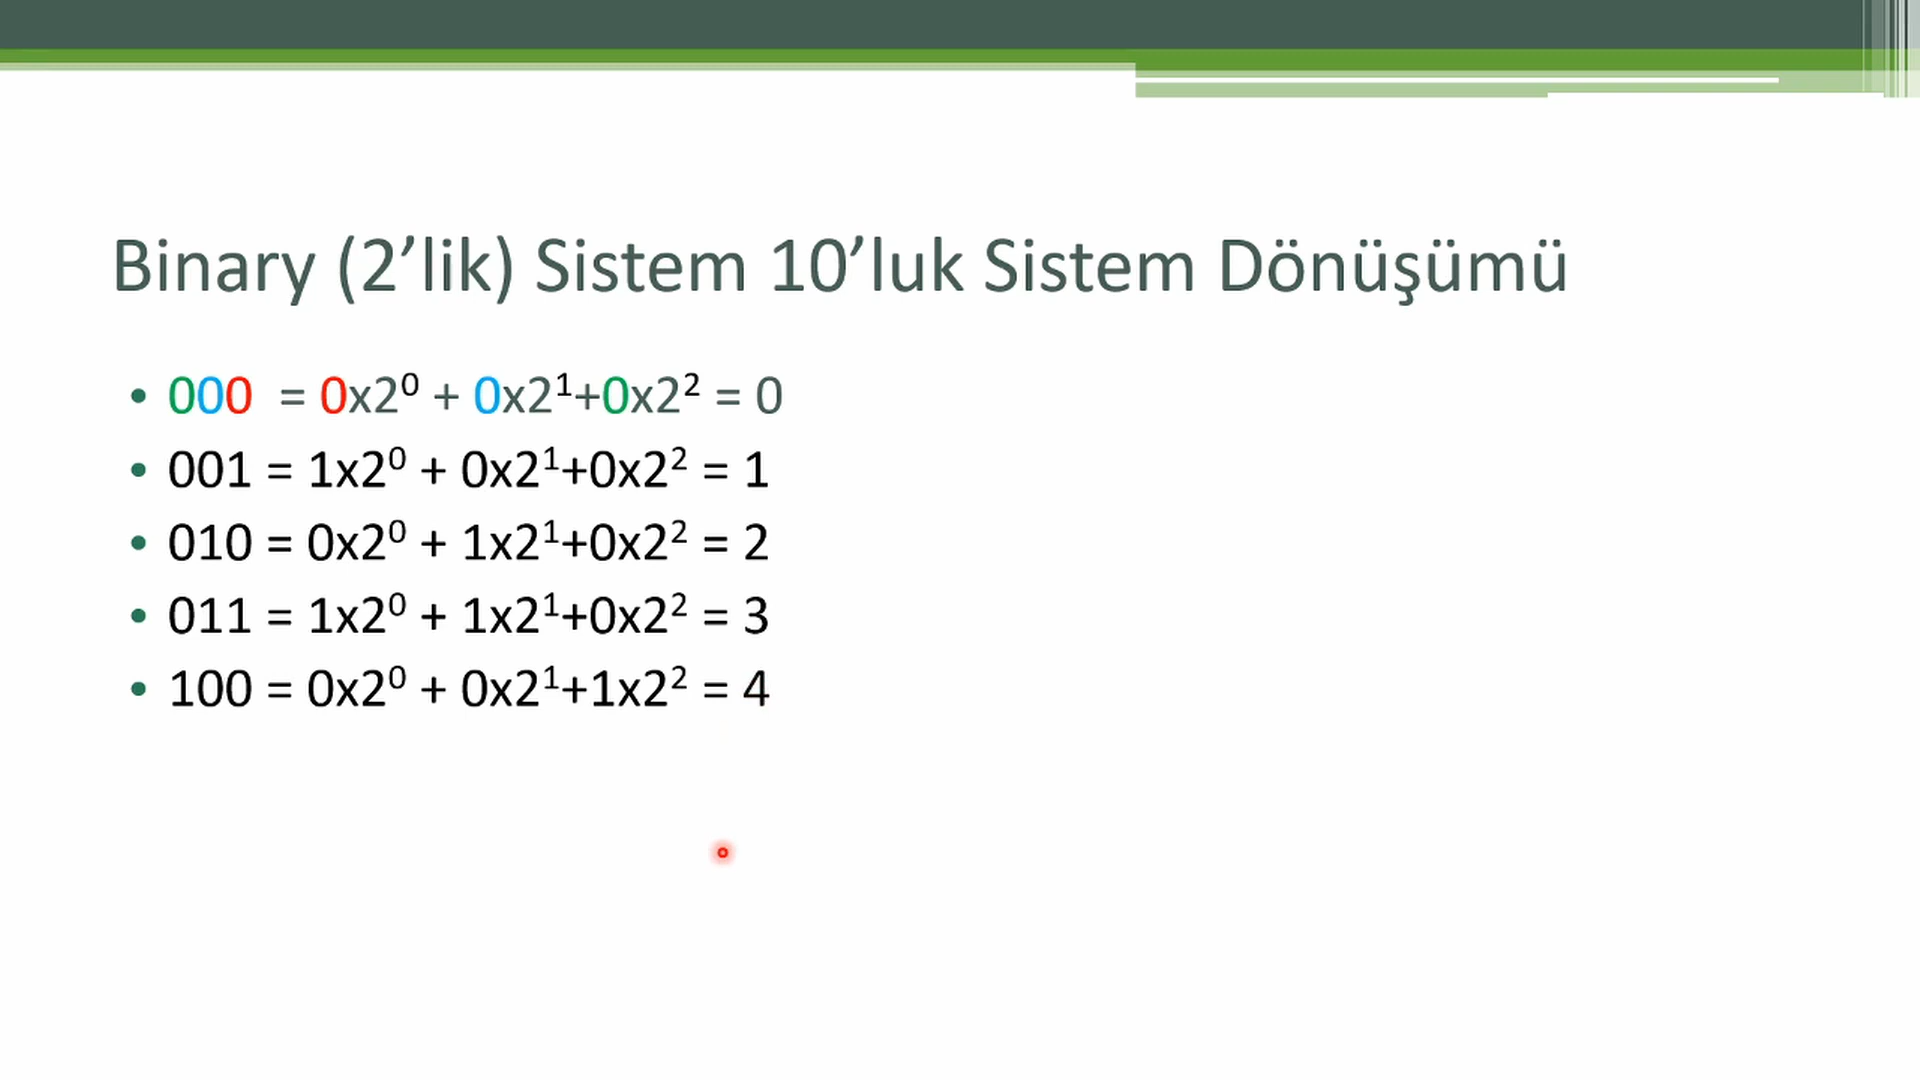 Binary (2’lik) Sistem 10’luk Sistem Dönüşümü
• 000 = 0x2⁰ + 0x2¹+0x2² = 0
• 001 = 1x2⁰ + 0x2¹+0x2² = 1
• 010 = 0x2⁰ + 1x2¹+0x2² = 2
• 011 = 1x2⁰ + 1x2¹+0x2² = 3
• 100 = 0x2⁰ + 0x2¹+1x2² = 4